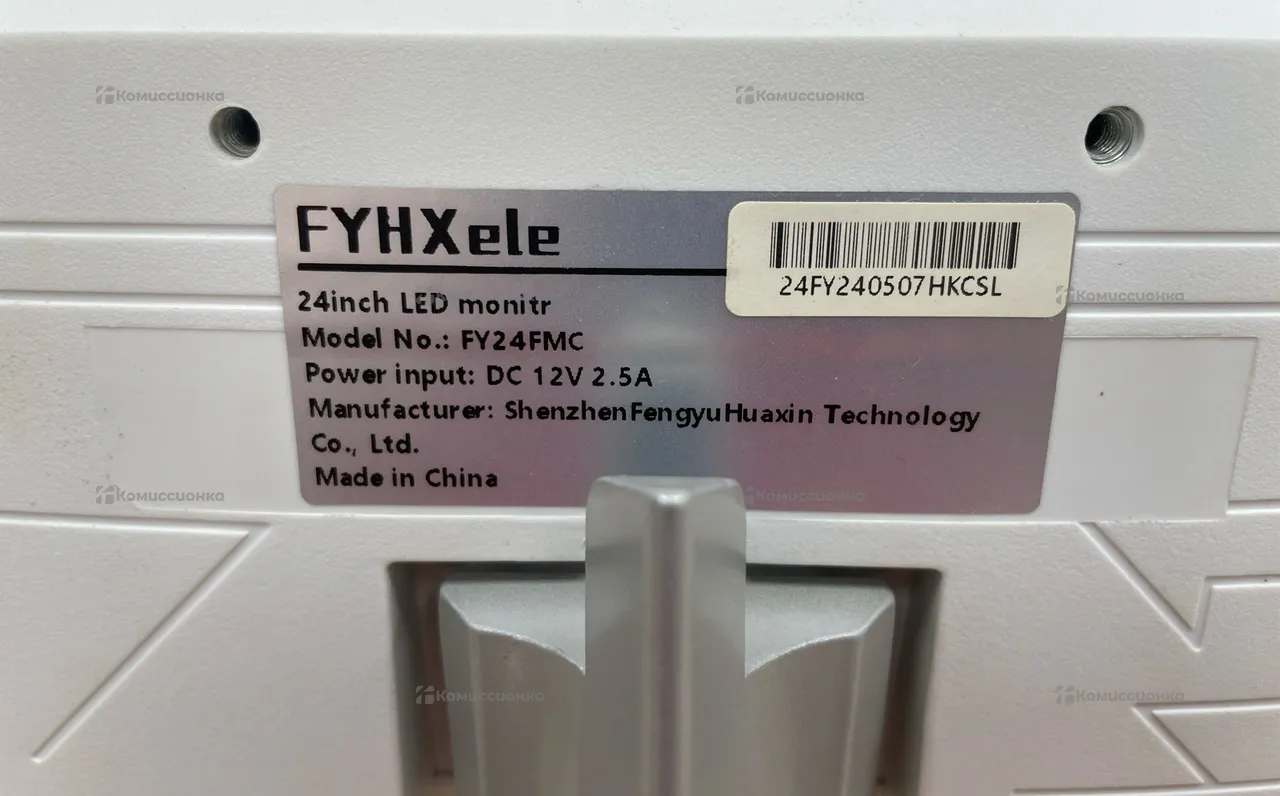 Комиссионка
Комиссионка
FYHXele
24FY240507HKCSL
24inch LED monitr
Комиссионка
Model No.: FY24FMC
Power input: DC 12V 2.5A
Manufacturer: ShenzhenFengyuHuaxin Technology
Co., Ltd.
Made in China
Комиссионка
Комиссионка
Комиссионка
Комиссионка